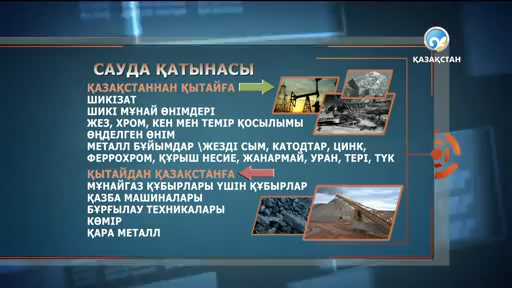 ҚАЗАҚСТАН
САУДА ҚАТЫНАСЫ
ҚАЗАҚСТАННАН ҚЫТАЙҒА
ШИКІЗАТ
ШИКІ МҰНАЙ ӨНІМДЕРІ
ЖЕЗ, ХРОМ, КЕН МЕН ТЕМІР ҚОСЫЛЫМЫ
ӨҢДЕЛГЕН ӨНІМ
МЕТАЛЛ БҰЙЫМДАР \ЖЕЗДІ СЫМ, КАТОДТАР, ЦИНК,
ФЕРРОХРОМ, ҚҰРЫШ НЕСИЕ, ЖАНАРМАЙ, УРАН, ТЕРІ, ТҮК
ҚЫТАЙДАН ҚАЗАҚСТАНҒА
МҰНАЙГАЗ ҚҰБЫРЛАРЫ ҮШІН ҚҰБЫРЛАР
ҚАЗБА МАШИНАЛАРЫ
БҰРҒЫЛАУ ТЕХНИКАЛАРЫ
КӨМІР
ҚАРА МЕТАЛЛ